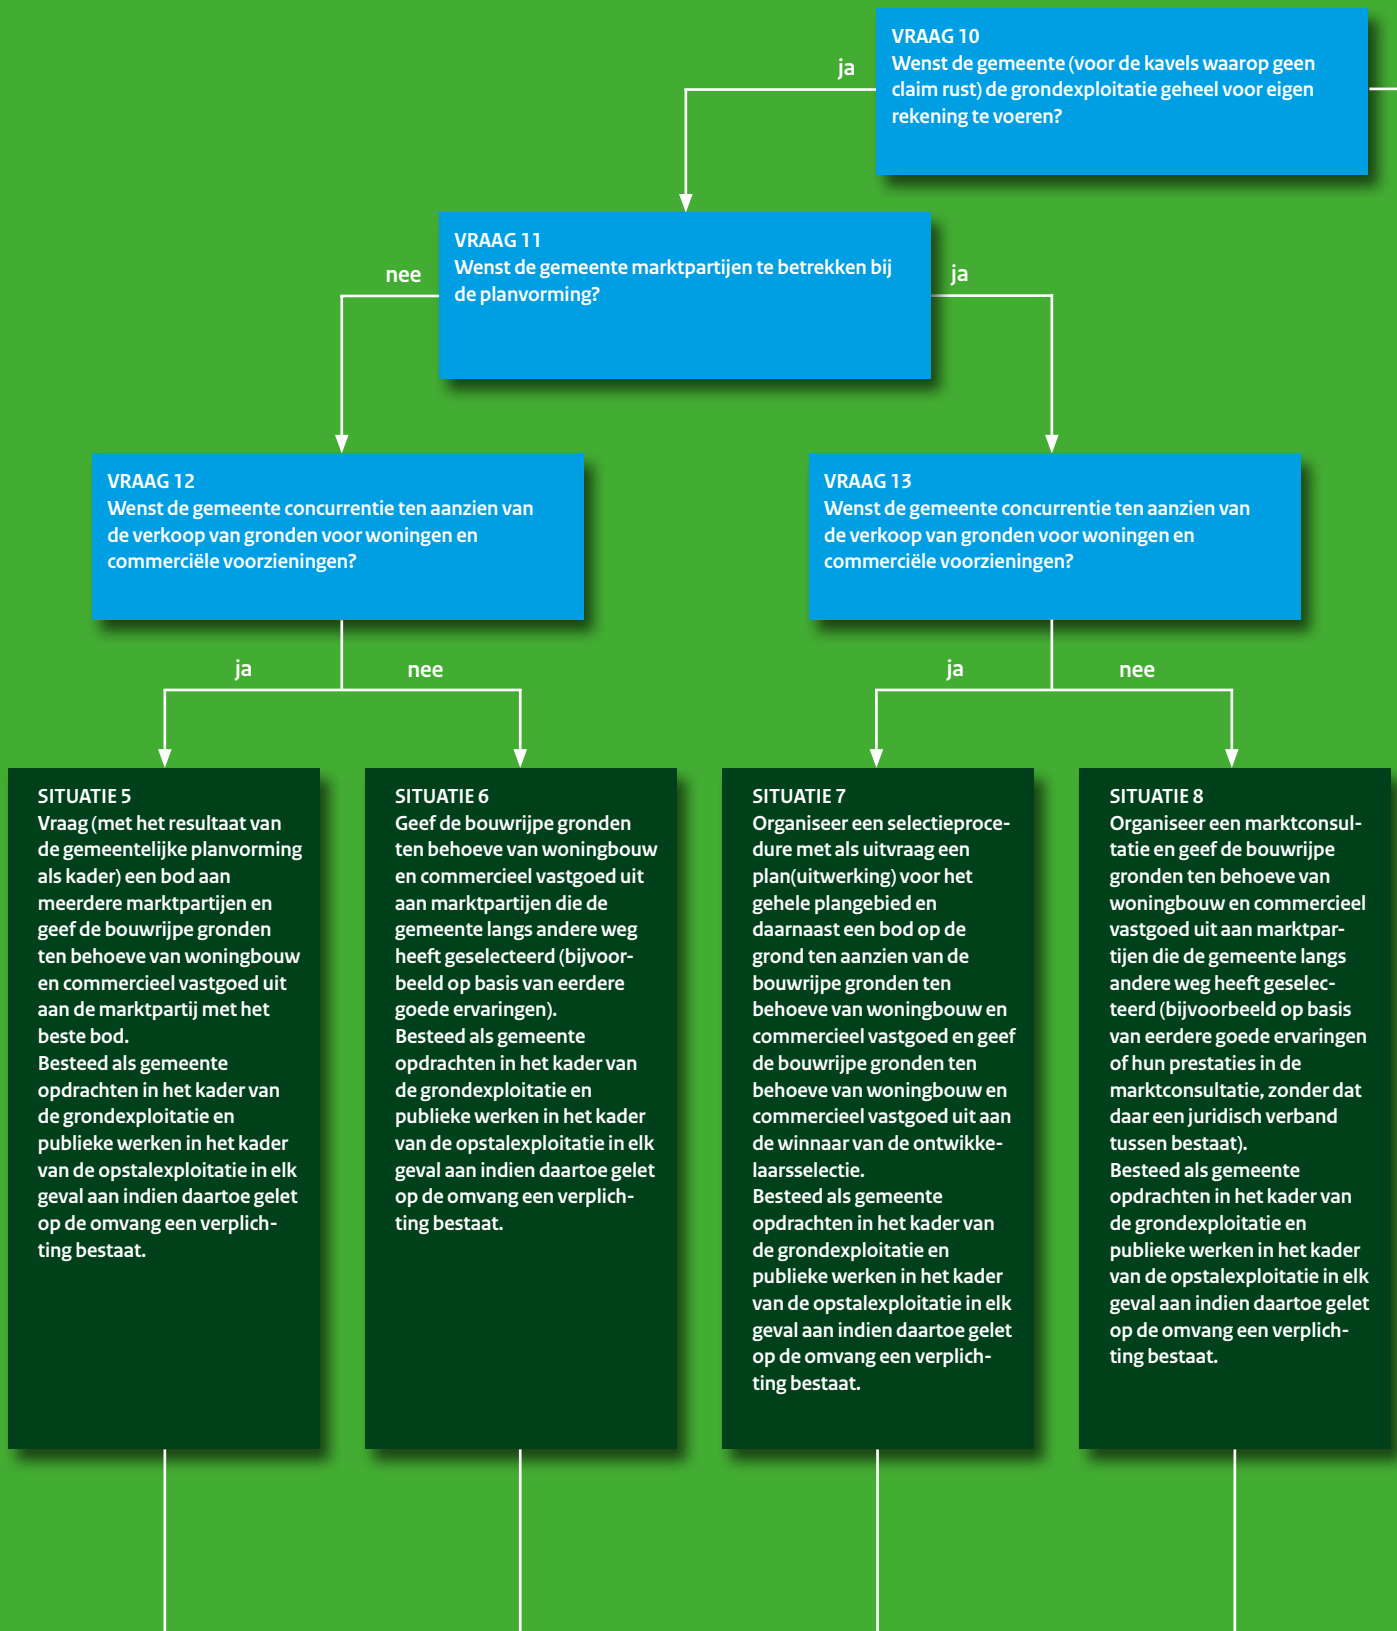 VRAAG 10
Wenst de gemeente (voor de kavels waarop geen
claim rust) de grondexploitatie geheel voor eigen
rekening te voeren?
ja
VRAAG 11
Wenst de gemeente marktpartijen te betrekken bij
de planvorming?
nee
ja
VRAAG 12
Wenst de gemeente concurrentie ten aanzien van
de verkoop van gronden voor woningen en
commerciële voorzieningen?
VRAAG 13
Wenst de gemeente concurrentie ten aanzien van
de verkoop van gronden voor woningen en
commerciële voorzieningen?
ja
nee
ja
nee
SITUATIE 5
Vraag (met het resultaat van
de gemeentelijke planvorming
als kader) een bod aan
meerdere marktpartijen en
geef de bouwrijpe gronden
ten behoeve van woningbouw
en commercieel vastgoed uit
aan de marktpartij met het
beste bod.
Besteed als gemeente
opdrachten in het kader van
de grondexploitatie en
publieke werken in het kader
van de opstalexploitatie in elk
geval aan indien daartoe gelet
op de omvang een verplich-
ting bestaat.
SITUATIE 6
Geef de bouwrijpe gronden
ten behoeve van woningbouw
en commercieel vastgoed uit
aan marktpartijen die de
gemeente langs andere weg
heeft geselecteerd (bijvoor-
beeld op basis van eerdere
goede ervaringen).
Besteed als gemeente
opdrachten in het kader van
de grondexploitatie en
publieke werken in het kader
van de opstalexploitatie in elk
geval aan indien daartoe gelet
op de omvang een verplich-
ting bestaat.
SITUATIE 7
Organiseer een selectieproce-
dure met als uitvraag een
plan(uitwerking) voor het
gehele plangebied en
daarnaast een bod op de
grond ten aanzien van de
bouwrijpe gronden ten
behoeve van woningbouw en
commercieel vastgoed en geef
de bouwrijpe gronden ten
behoeve van woningbouw en
commercieel vastgoed uit aan
de winnaar van de ontwikke-
laarsselectie.
Besteed als gemeente
opdrachten in het kader van
de grondexploitatie en
publieke werken in het kader
van de opstalexploitatie in elk
geval aan indien daartoe gelet
op de omvang een verplich-
ting bestaat.
SITUATIE 8
Organiseer een marktconsul-
tatie en geef de bouwrijpe
gronden ten behoeve van
woningbouw en commercieel
vastgoed uit aan marktpar-
tijen die de gemeente langs
andere weg heeft geselec-
teerd (bijvoorbeeld op basis
van eerdere goede ervaringen
of hun prestaties in de
marktconsultatie, zonder dat
daar een juridisch verband
tussen bestaat).
Besteed als gemeente
opdrachten in het kader van
de grondexploitatie en
publieke werken in het kader
van de opstalexploitatie in elk
geval aan indien daartoe gelet
op de omvang een verplich-
ting bestaat.